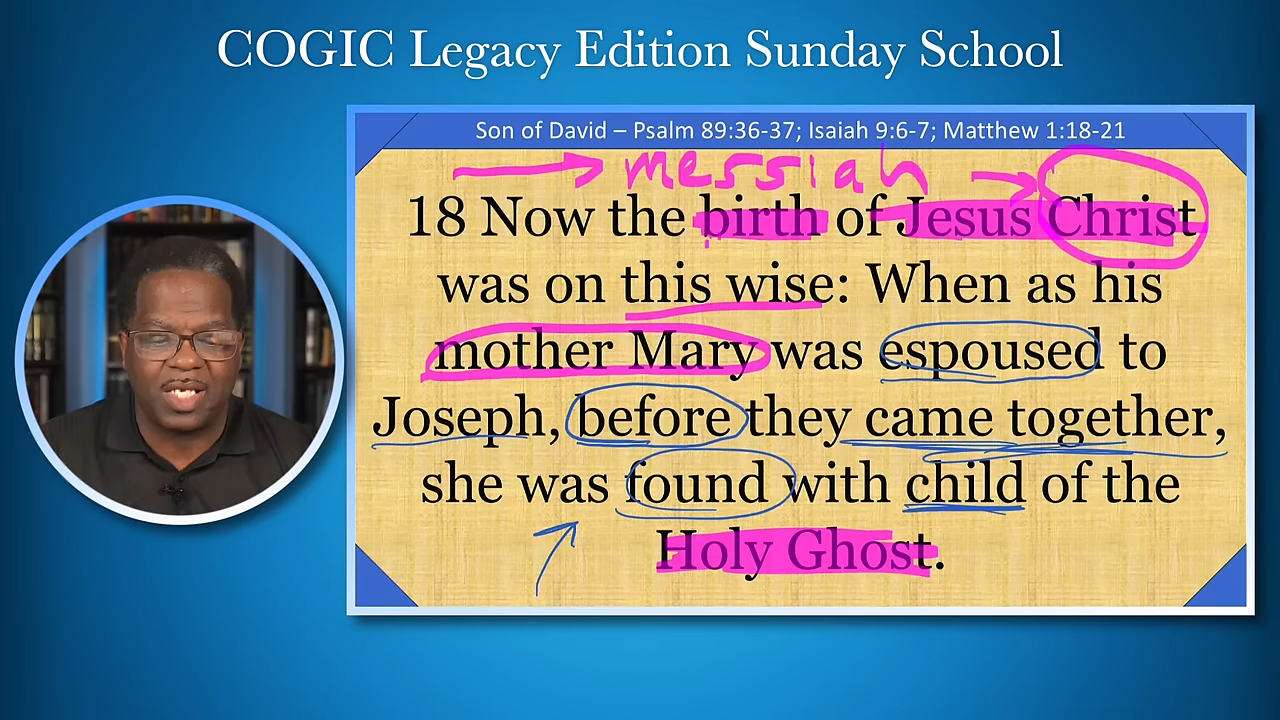 COGIC Legacy Edition Sunday School
Son of David – Psalm 89:36-37; Isaiah 9:6-7; Matthew 1:18-21
messiah
18 Now the birth of Jesus Christ
was on this wise: When as his
mother Mary was espoused to
Joseph, before they came together,
she was found with child of the
Holy Ghost.